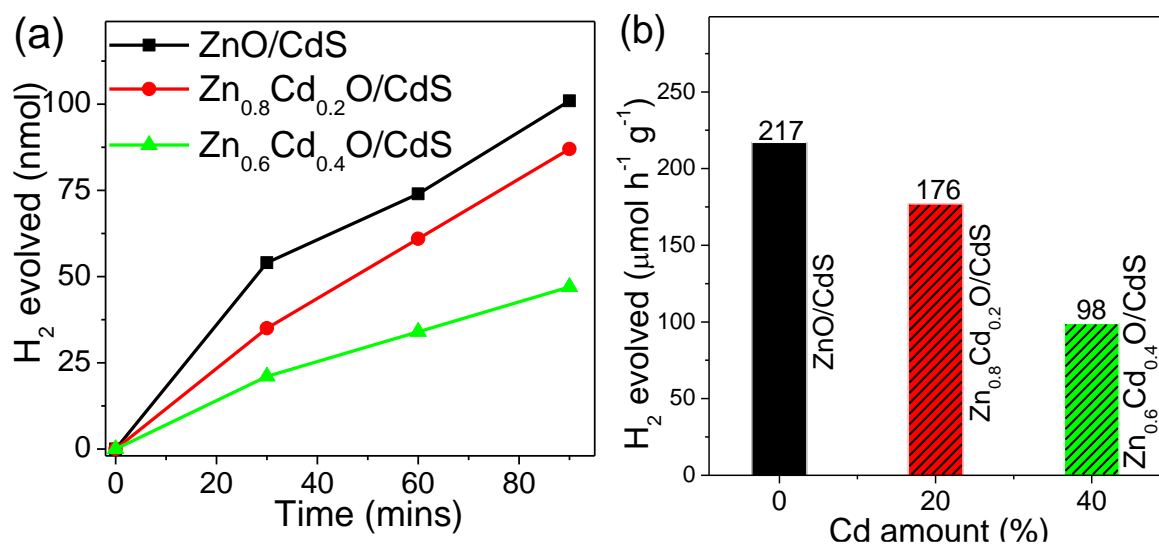 (a)
ZnO/CdS
Zn0.8Cd0.2O/CdS
Zn0.6Cd0.4O/CdS
H2 evolved (nmol)
100
75
50
25
0
0 20 40 60 80
Time (mins)
(b)
H2 evolved (μmol h-1 g-1)
250
200
150
100
50
0
217
176
98
ZnO/CdS
Zn0.8Cd0.2O/CdS
Zn0.6Cd0.4O/CdS
0 20 40
Cd amount (%)